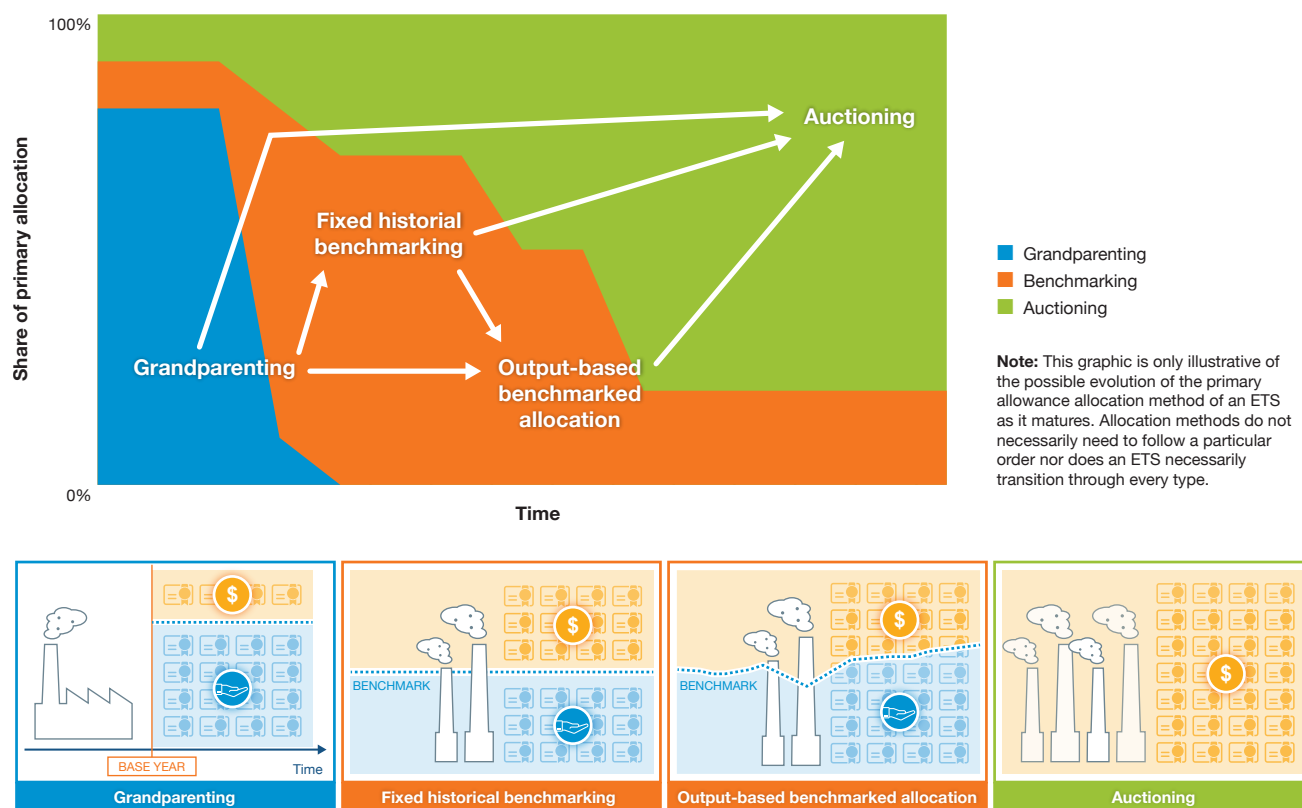 100%
Share of primary allocation
0%
Time
Auctioning
Fixed historial
benchmarking
Grandparenting
Output-based
benchmarked
allocation
Grandparenting
Benchmarking
Auctioning
Note: This graphic is only illustrative of
the possible evolution of the primary
allowance allocation method of an ETS
as it matures. Allocation methods do not
necessarily need to follow a particular
order nor does an ETS necessarily
transition through every type.
$
BASE YEAR
Time
Grandparenting
$
BENCHMARK
Fixed historical benchmarking
$
BENCHMARK
Output-based benchmarked allocation
$
Auctioning